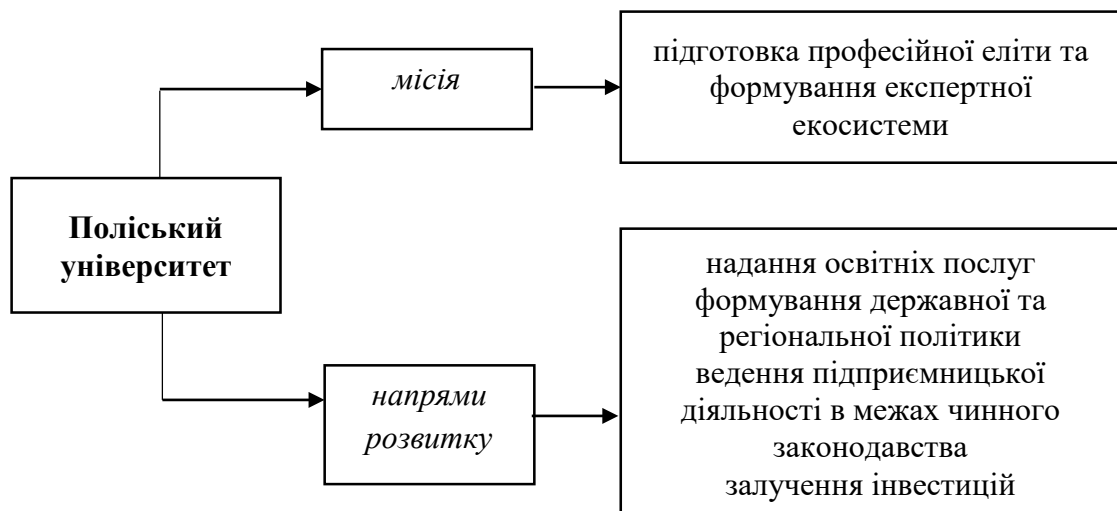 місія
підготовка професійної еліти та
формування експертної
екосистеми
Поліський
університет
напрями
розвитку
надання освітніх послуг
формування державної та
регіональної політики
ведення підприємницької
діяльності в межах чинного
законодавства
залучення інвестицій